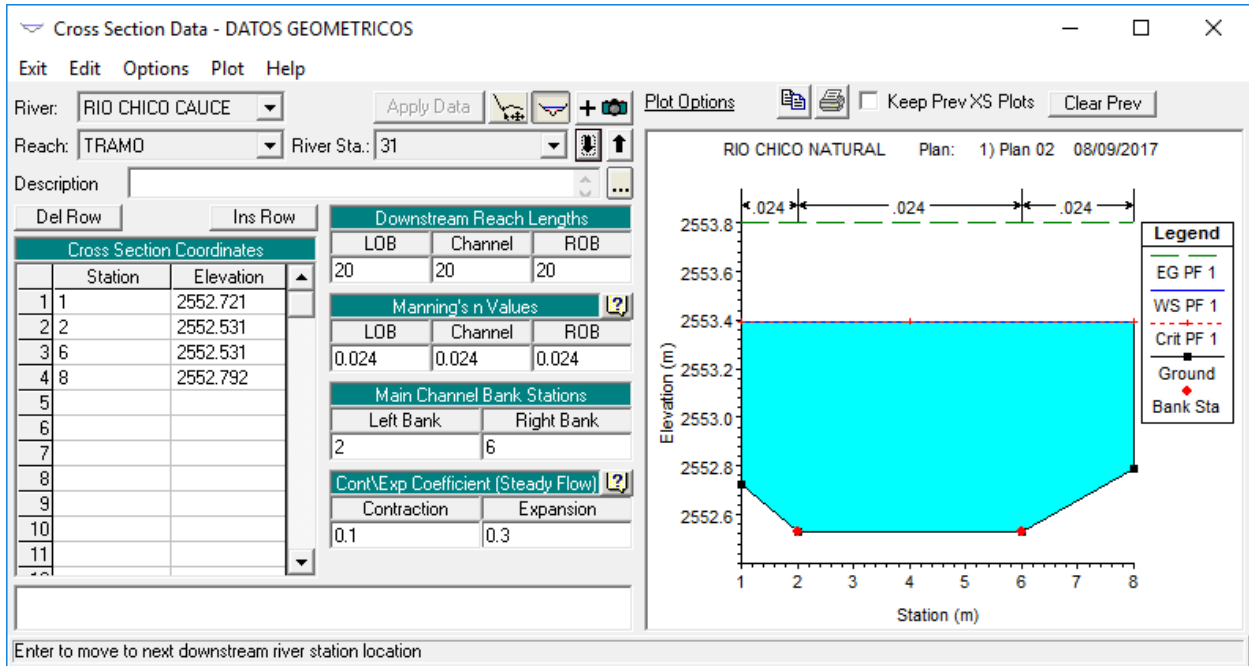 Cross Section Data - DATOS GEOMETRICOS
Exit Edit Options Plot Help
River: RIO CHICO CAUCE Apply Data
Reach: TRAMO River Sta.: 31
Description ...
Del Row Ins Row
Cross Section Coordinates
Station Elevation
1 1 2552.721
2 2 2552.531
3 6 2552.531
4 8 2552.792
5
6
7
8
9
10
11
Downstream Reach Lengths
LOB Channel ROB
20 20 20
Manning's n Values
LOB Channel ROB
0.024 0.024 0.024
Main Channel Bank Stations
Left Bank Right Bank
2 6
Cont\Exp Coefficient (Steady Flow)
Contraction Expansion
0.1 0.3
Plot Options Keep Prev XS Plots Clear Prev
RIO CHICO NATURAL Plan: 1) Plan 02 08/09/2017
.024 .024 .024
2553.8
2553.6
2553.4
2553.2
2553.0
2552.8
2552.6
Elevation (m)
1 2 3 4 5 6 7 8
Station (m)
Legend
EG PF 1
WS PF 1
Crit PF 1
Ground
Bank Sta
Enter to move to next downstream river station location